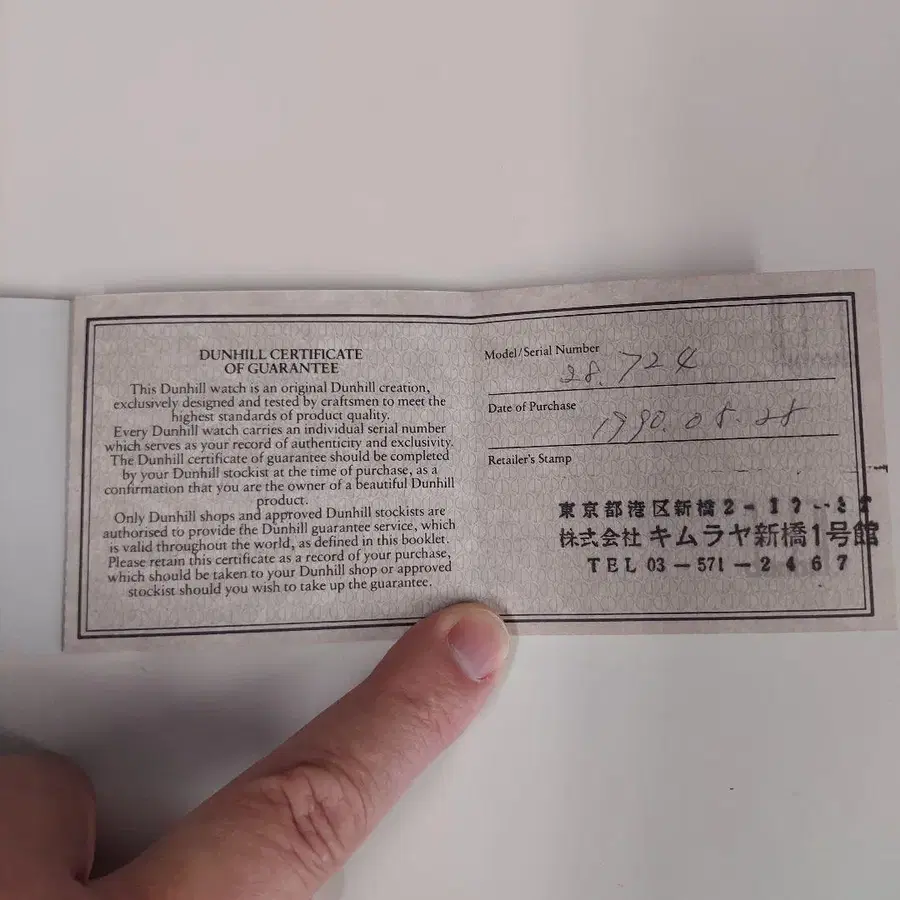 DUNHILL CERTIFICATE
OF GUARANTEE
This Dunhill watch is an original Dunhill creation,
exclusively designed and tested by craftsmen to meet the
highest standards of product quality.
Every Dunhill watch carries an individual serial number
which serves as your record of authenticity and exclusivity.
The Dunhill certificate of guarantee should be completed
by your Dunhill stockist at the time of purchase, as a
confirmation that you are the owner of a beautiful Dunhill
product.
Only Dunhill shops and approved Dunhill stockists are
authorised to provide the Dunhill guarantee service, which
is valid throughout the world, as defined in this booklet.
Please retain this certificate as a record of your purchase,
which should be taken to your Dunhill shop or approved
stockist should you wish to take up the guarantee.
Model/Serial Number
28.724
Date of Purchase
1990.08.28
Retailer's Stamp
東京都港区新橋
株式会社 キムラヤ新橋1号館
TEL 03-571-2467